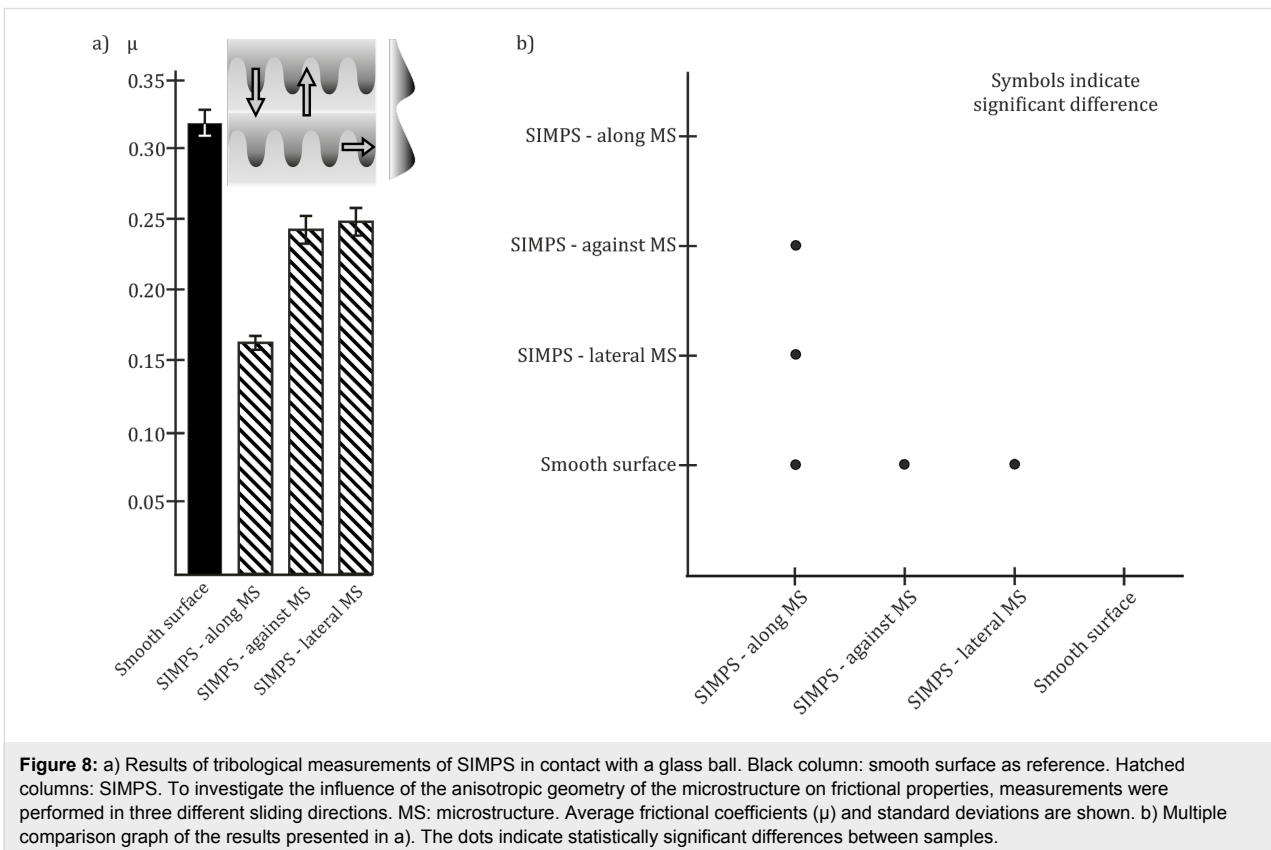 a) μ
0.35
0.30
0.25
0.20
0.15
0.10
0.05
Smooth surface
SIMPS - along MS
SIMPS - against MS
SIMPS - lateral MS
b)
Symbols indicate
significant difference
SIMPS - along MS
SIMPS - against MS
SIMPS - lateral MS
Smooth surface
SIMPS - along MS
SIMPS - against MS
SIMPS - lateral MS
Smooth surface
Figure 8: a) Results of tribological measurements of SIMPS in contact with a glass ball. Black column: smooth surface as reference. Hatched
columns: SIMPS. To investigate the influence of the anisotropic geometry of the microstructure on frictional properties, measurements were
performed in three different sliding directions. MS: microstructure. Average frictional coefficients (μ) and standard deviations are shown. b) Multiple
comparison graph of the results presented in a). The dots indicate statistically significant differences between samples.